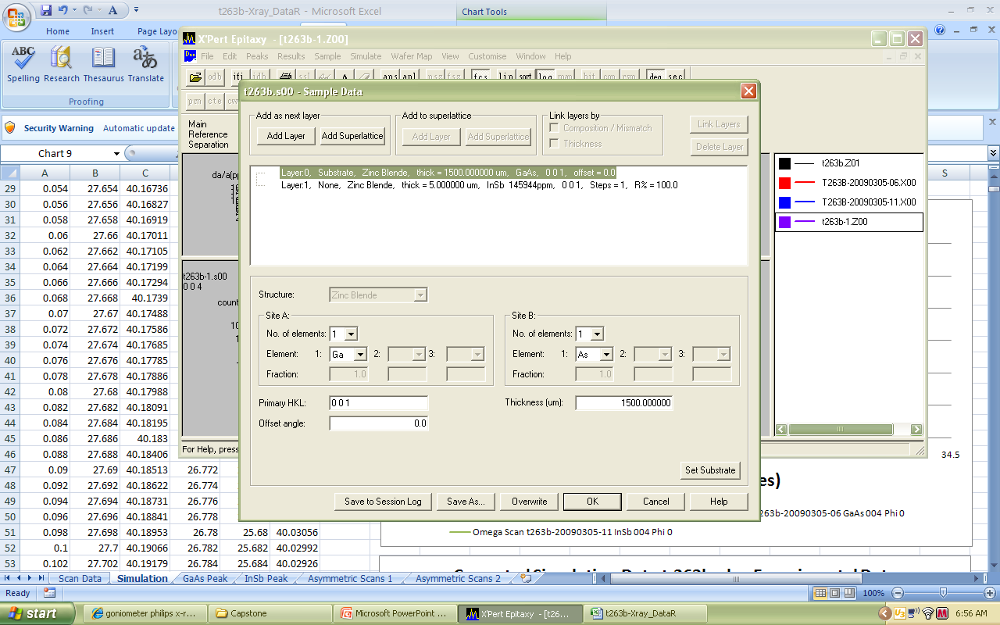 t263b-Xray_DataR - Microsoft Excel
Chart Tools
Home Insert Page Layo
ABC
Spelling Research Thesaurus Translate
Proofing
Security Warning Automatic update
Chart 9
X'Pert Epitaxy - [t263b-1.Z00]
File Edit Peaks Results Sample Simulate Wafer Map View Customise Window Help
Main
Reference
Separation
da/a(pp
t263b-1.s00
0 0 4
count
For Help, press
t263b.s00 - Sample Data
Add as next layer
Add Layer Add Superlattice
Add to superlattice
Add Layer Add Superlattice
Link layers by
Composition / Mismatch
Thickness
Link Layers
Delete Layer
Layer:0, Substrate, Zinc Blende, thick = 1500.000000 um, GaAs, 0 0 1, offset = 0.0
Layer:1, None, Zinc Blende, thick = 5.000000 um, InSb 145944ppm, 0 0 1, Steps = 1, R% = 100.0
Structure: Zinc Blende
Site A:
No. of elements: 1
Element: 1: Ga 2: 3:
Fraction: 1.0
Site B:
No. of elements: 1
Element: 1: As 2: 3:
Fraction: 1.0
Primary HKL: 0 0 1
Thickness (um): 1500.000000
Offset angle: 0.0
Set Substrate
Save to Session Log Save As... Overwrite OK Cancel Help
t263b.Z01
T263B-20090305-06.X00
T263B-20090305-11.X00
t263b-1.Z00
A B C S
29 0.054 27.654 40.16736
30 0.056 27.656 40.16827
31 0.058 27.658 40.16919
32 0.06 27.66 40.17011
33 0.062 27.662 40.17105
34 0.064 27.664 40.17199
35 0.066 27.666 40.17294
36 0.068 27.668 40.1739
37 0.07 27.67 40.17488
38 0.072 27.672 40.17586
39 0.074 27.674 40.17685
40 0.076 27.676 40.17785
41 0.078 27.678 40.17886
42 0.08 27.68 40.17988
43 0.082 27.682 40.18091
44 0.084 27.684 40.18195
45 0.086 27.686 40.183
46 0.088 27.688 40.18406
47 0.09 27.69 40.18513 26.772
48 0.092 27.692 40.18622 26.774
49 0.094 27.694 40.18731 26.776
50 0.096 27.696 40.18841 26.778
51 0.098 27.698 40.18953 26.78 25.68 40.03056
52 0.1 27.7 40.19066 26.782 25.682 40.02992
53 0.102 27.702 40.19179 26.784 25.684 40.02926
34.5
es)
263b-20090305-06 GaAs 004 Phi 0
Omega Scan t263b-20090305-11 InSb 004 Phi 0
Scan Data Simulation GaAs Peak InSb Peak Asymmetric Scans 1 Asymmetric Scans 2
Ready
100%
start
goniometer philips x-r...
Capstone
Microsoft PowerPoint ...
X'Pert Epitaxy - [t26...
t263b-Xray_DataR
6:56 AM